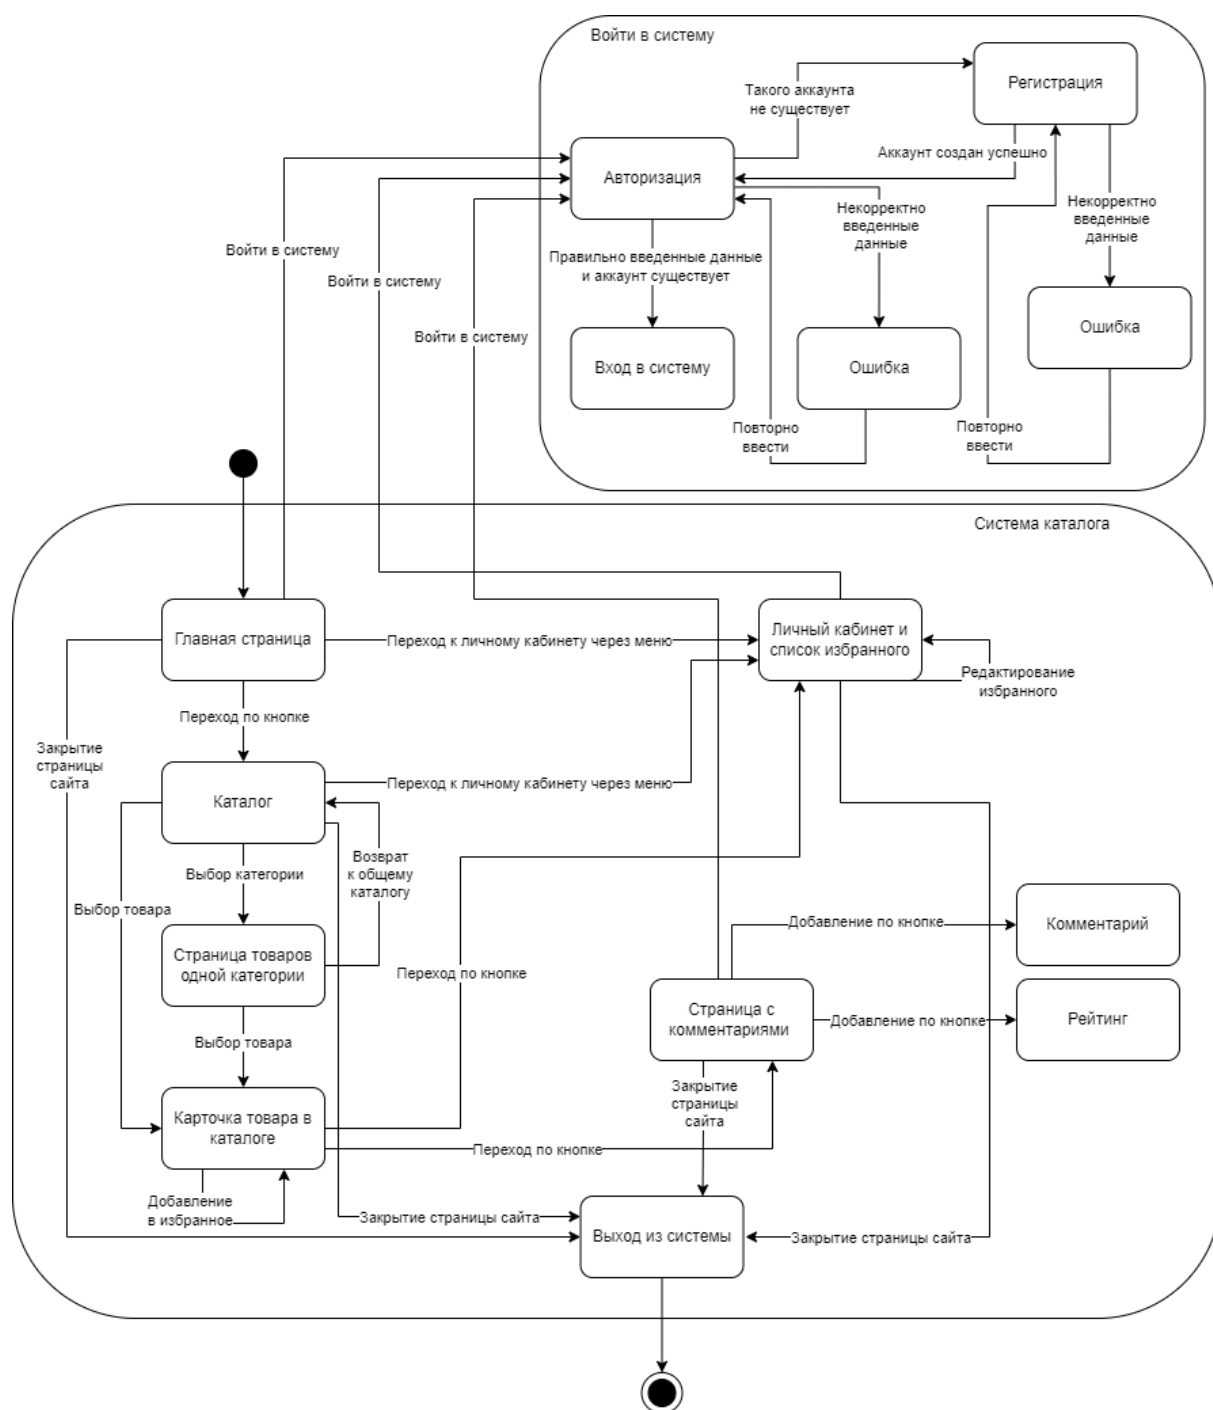 Войти в систему
Регистрация
Такого аккаунта
не существует
Аккаунт создан успешно
Авторизация
Некорректно
введенные
данные
Некорректно
введенные
данные
Войти в систему
Правильно введенные данные
и аккаунт существует
Войти в систему
Войти в систему
Вход в систему
Ошибка
Ошибка
Повторно
ввести
Повторно
ввести
Система каталога
Главная страница
Переход к личному кабинету через меню
Личный кабинет и
список избранного
Редактирование
избранного
Переход по кнопке
Закрытие
страницы
сайта
Каталог
Переход к личному кабинету через меню
Возврат
к общему
каталогу
Выбор категории
Выбор товара
Страница товаров
одной категории
Переход по кнопке
Добавление по кнопке
Комментарий
Страница с
комментариями
Добавление по кнопке
Рейтинг
Выбор товара
Закрытие
страницы
сайта
Карточка товара в
каталоге
Переход по кнопке
Добавление
в избранное
Закрытие страницы сайта
Выход из системы
Закрытие страницы сайта